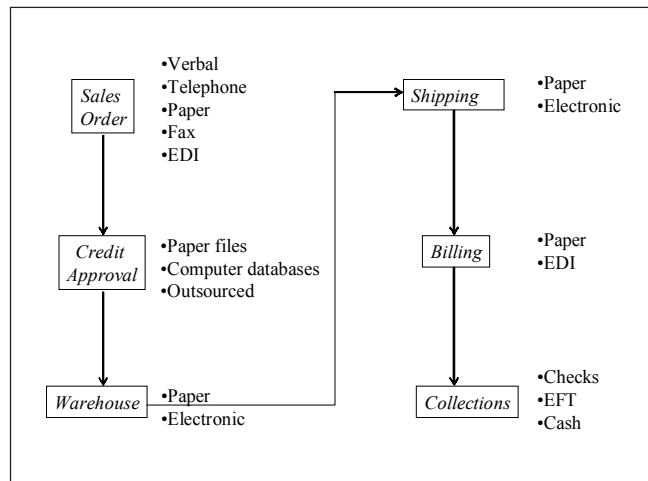 Sales
Order
•Verbal
•Telephone
•Paper
•Fax
•EDI
Credit
Approval
•Paper files
•Computer databases
•Outsourced
Warehouse
•Paper
•Electronic
Shipping
•Paper
•Electronic
Billing
•Paper
•EDI
Collections
•Checks
•EFT
•Cash